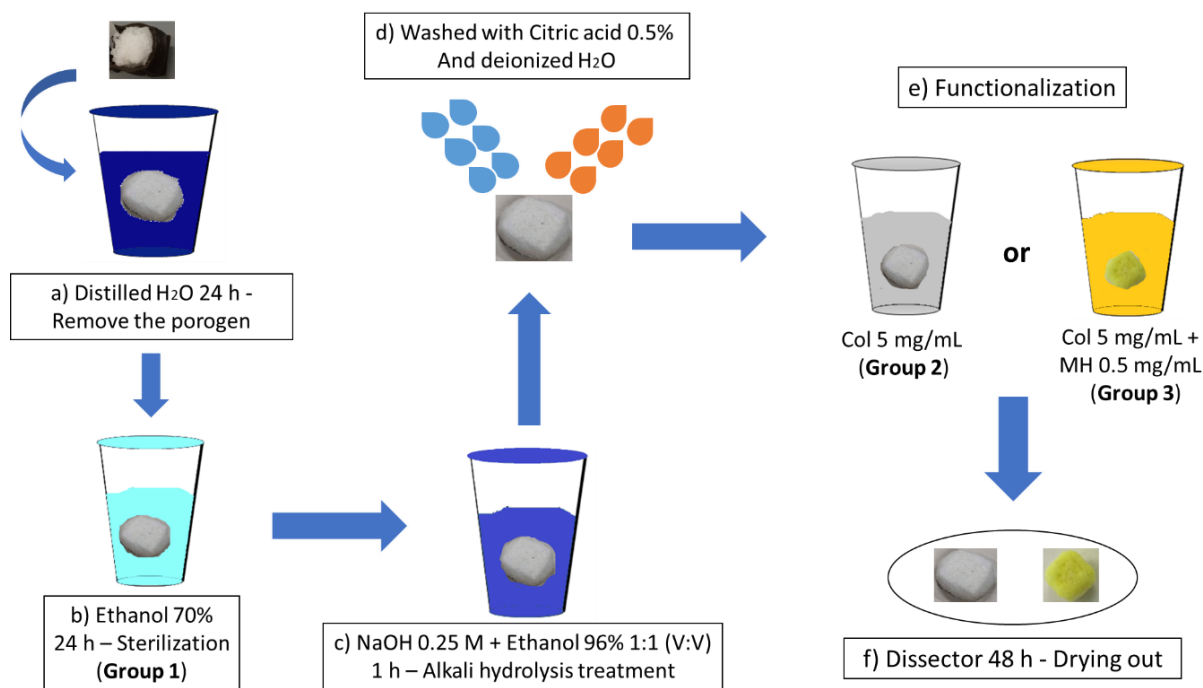 a) Distilled H₂O 24 h -
Remove the porogen
b) Ethanol 70%
24 h – Sterilization
(Group 1)
c) NaOH 0.25 M + Ethanol 96% 1:1 (V:V)
1 h – Alkali hydrolysis treatment
d) Washed with Citric acid 0.5%
And deionized H₂O
e) Functionalization
Col 5 mg/mL
(Group 2)
or
Col 5 mg/mL +
MH 0.5 mg/mL
(Group 3)
f) Dissector 48 h - Drying out